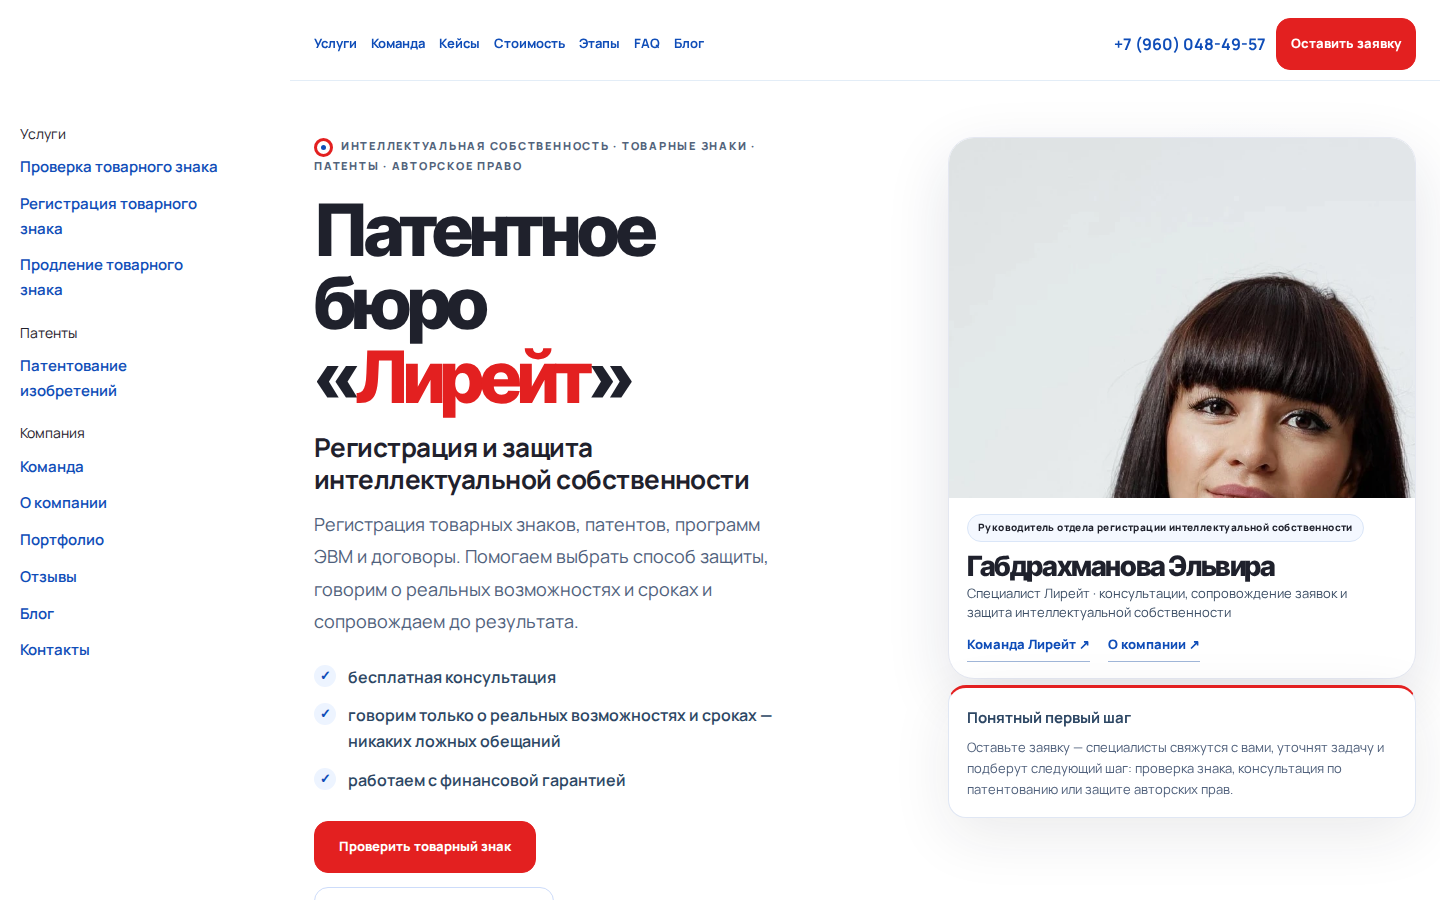 Услуги Команда Кейсы Стоимость Этапы FAQ Блог
+7 (960) 048-49-57
Оставить заявку
Услуги
Проверка товарного знака
Регистрация товарного
знака
Продление товарного
знака
Патенты
Патентование
изобретений
Компания
Команда
О компании
Портфолио
Отзывы
Блог
Контакты
ИНТЕЛЛЕКТУАЛЬНАЯ СОБСТВЕННОСТЬ · ТОВАРНЫЕ ЗНАКИ ·
ПАТЕНТЫ · АВТОРСКОЕ ПРАВО
Патентное
бюро
«Лирейт»
Регистрация и защита
интеллектуальной собственности
Регистрация товарных знаков, патентов, программ
ЭВМ и договоры. Помогаем выбрать способ защиты,
говорим о реальных возможностях и сроках и
сопровождаем до результата.
✓ бесплатная консультация
✓ говорим только о реальных возможностях и сроках —
никаких ложных обещаний
✓ работаем с финансовой гарантией
Проверить товарный знак
Руководитель отдела регистрации интеллектуальной собственности
Габдрахманова Эльвира
Специалист Лирейт · консультации, сопровождение заявок и
защита интеллектуальной собственности
Команда Лирейт ↗ О компании ↗
Понятный первый шаг
Оставьте заявку — специалисты свяжутся с вами, уточнят задачу и
подберут следующий шаг: проверка знака, консультация по
патентованию или защите авторских прав.